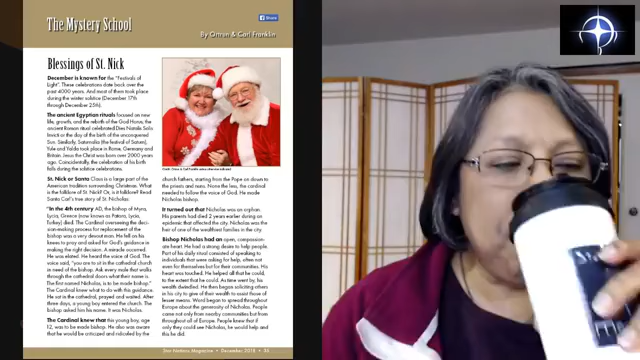 The Mystery School
Share
By Ortrun & Carl Franklin
Blessings of St. Nick
December is known for the "Festivals of
Light". These celebrations date back over the
past 4000 years. And most of them took place
during the winter solstice (December 17th
through December 25th).
The ancient Egyptian rituals focused on new
life, growth, and the rebirth of the God Horus; the
ancient Roman ritual celebrated Dies Natalis Solis
Invicti or the day of the birth of the unconquered
Sun. Similarly, Saturnalia (the festival of Saturn),
Yule and Yalda took place in Rome, Germany and
Britain. Jesus the Christ was born over 2000 years
ago. Coincidentally, the celebration of his birth
falls during the solstice celebrations.
St. Nick or Santa Claus is a large part of the
American tradition surrounding Christmas. What
is the folklore of St. Nick? Or, is it folklore? Read
Santa Carl's true story of St. Nicholas:
"In the 4th century AD, the bishop of Myra,
Lycia, Greece (now known as Patara, Lycia,
Turkey) died. The Cardinal overseeing the deci-
sion-making process for replacement of the
bishop was a very devout man. He fell on his
knees to pray and asked for God's guidance in
making the right decision. A miracle occurred.
He was elated. He heard the voice of God. The
voice said, "you are to sit in the cathedral church
in need of the bishop. Ask every male that walks
through the cathedral doors what their name is.
The first named Nicholas, is to be made bishop."
The Cardinal knew what to do with this guidance.
He sat in the cathedral, prayed and waited. After
three days, a young boy entered the church. The
bishop asked him his name. It was Nicholas.
The Cardinal knew that this young boy, age
12, was to be made bishop. He also was aware
that he would be criticized and ridiculed by the
church fathers, starting from the Pope on down to
the priests and nuns. None the less, the cardinal
needed to follow the voice of God. He made
Nicholas bishop.
It turned out that Nicholas was an orphan.
His parents had died 2 years earlier during an
epidemic that affected the city. Nicholas was the
heir of one of the wealthiest families in the city.
Bishop Nicholas had an open, compassion-
ate heart. He had a strong desire to help people.
Part of his daily ritual consisted of speaking to
individuals that were asking for help, often not
even for themselves but for their communities. His
heart was touched. He helped all that he could,
to the extent that he could. As time went by, his
wealth dwindled. He then began soliciting others
in his city to give of their wealth to assist those of
lesser means. Word began to spread throughout
Europe about the generosity of Nicholas. People
came not only from nearby communities but from
throughout all of Europe. People knew that if
only they could see Nicholas, he would help and
this he did.
December 2018